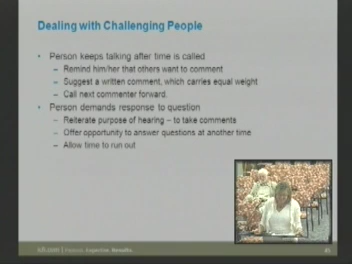 Dealing with Challenging People
• Person keeps talking after time is called
– Remind him/her that others want to comment
– Suggest a written comment, which carries equal weight
– Call next commenter forward.
• Person demands response to question
– Reiterate purpose of hearing – to take comments
– Offer opportunity to answer questions at another time
– Allow time to run out